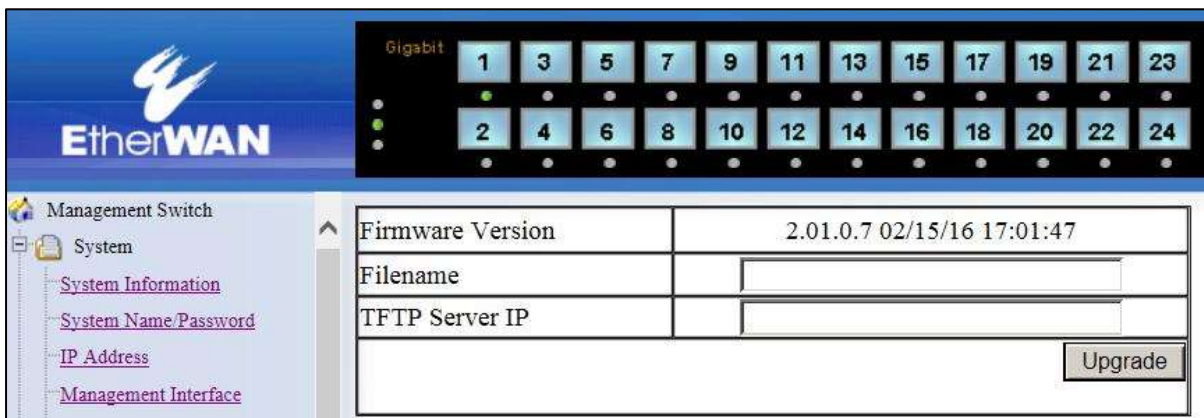 EtherWAN
Gigabit
1 3 5 7 9 11 13 15 17 19 21 23
2 4 6 8 10 12 14 16 18 20 22 24
Management Switch
System
System Information
System Name/Password
IP Address
Management Interface
Firmware Version 2.01.0.7 02/15/16 17:01:47
Filename
TFTP Server IP
Upgrade